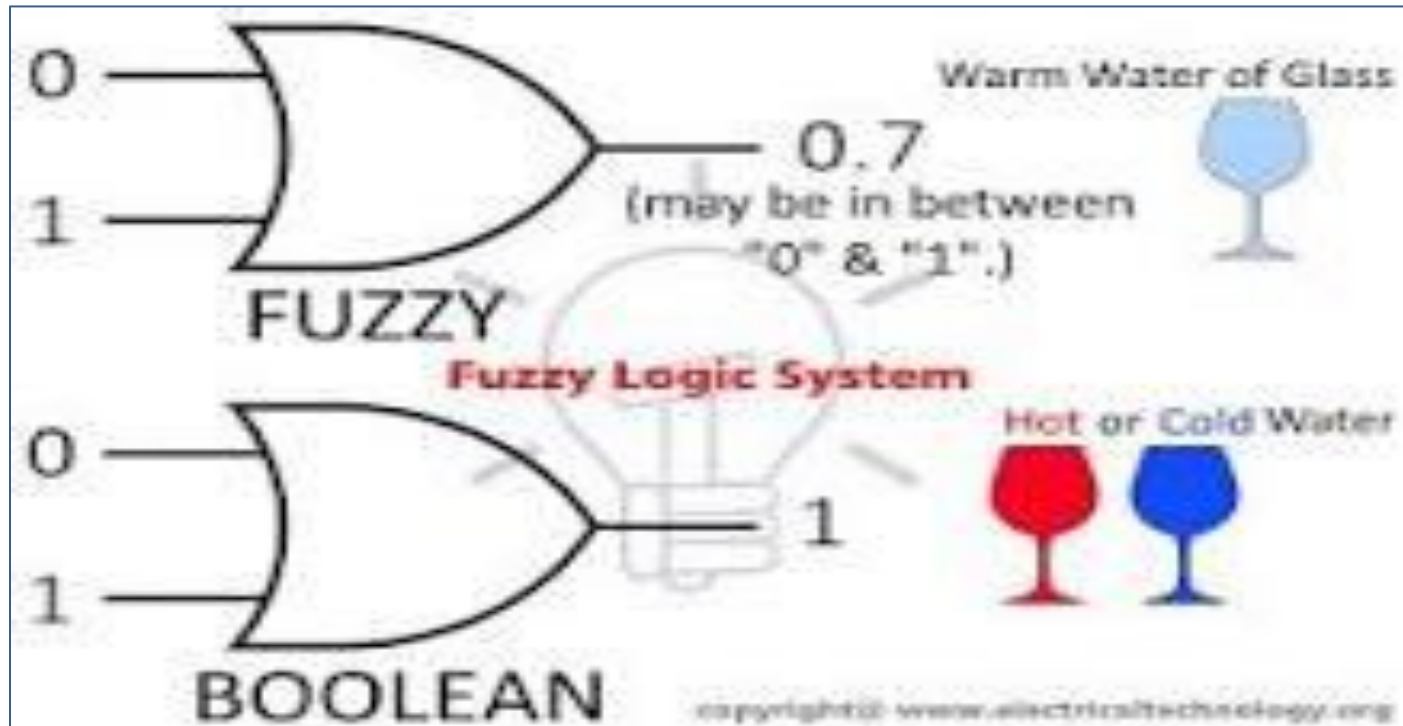 0
1
0.7
(may be in between
"0" & "1".)
FUZZY
Warm Water of Glass
Fuzzy Logic System
0
1
1
BOOLEAN
Hot or Cold Water
copyright@ www.electricaltechnology.org